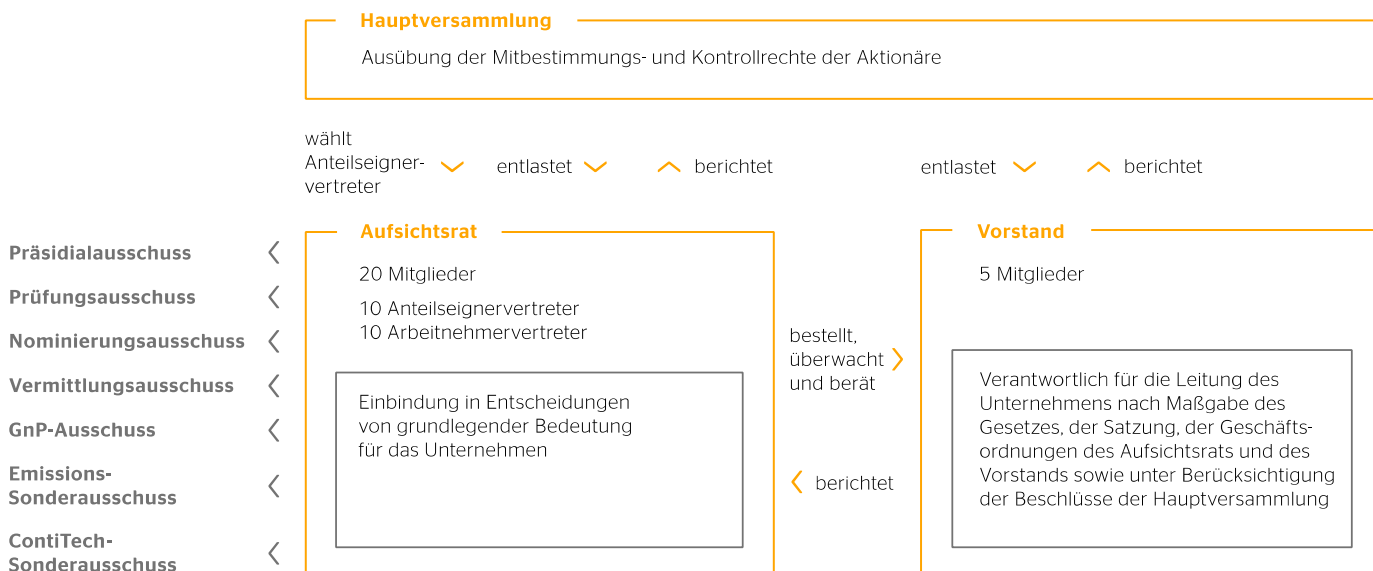 Hauptversammlung
Ausübung der Mitbestimmungs- und Kontrollrechte der Aktionäre
wählt
Anteilseigner-
vertreter
entlastet
berichtet
entlastet
berichtet
Präsidialausschuss
Prüfungsausschuss
Nominierungsausschuss
Vermittlungsausschuss
GnP-Ausschuss
Emissions-
Sonderausschuss
ContiTech-
Sonderausschuss
Aufsichtsrat
20 Mitglieder
10 Anteilseignervertreter
10 Arbeitnehmervertreter
Einbindung in Entscheidungen
von grundlegender Bedeutung
für das Unternehmen
bestellt,
überwacht
und berät
berichtet
Vorstand
5 Mitglieder
Verantwortlich für die Leitung des
Unternehmens nach Maßgabe des
Gesetzes, der Satzung, der Geschäfts-
ordnungen des Aufsichtsrats und des
Vorstands sowie unter Berücksichtigung
der Beschlüsse der Hauptversammlung